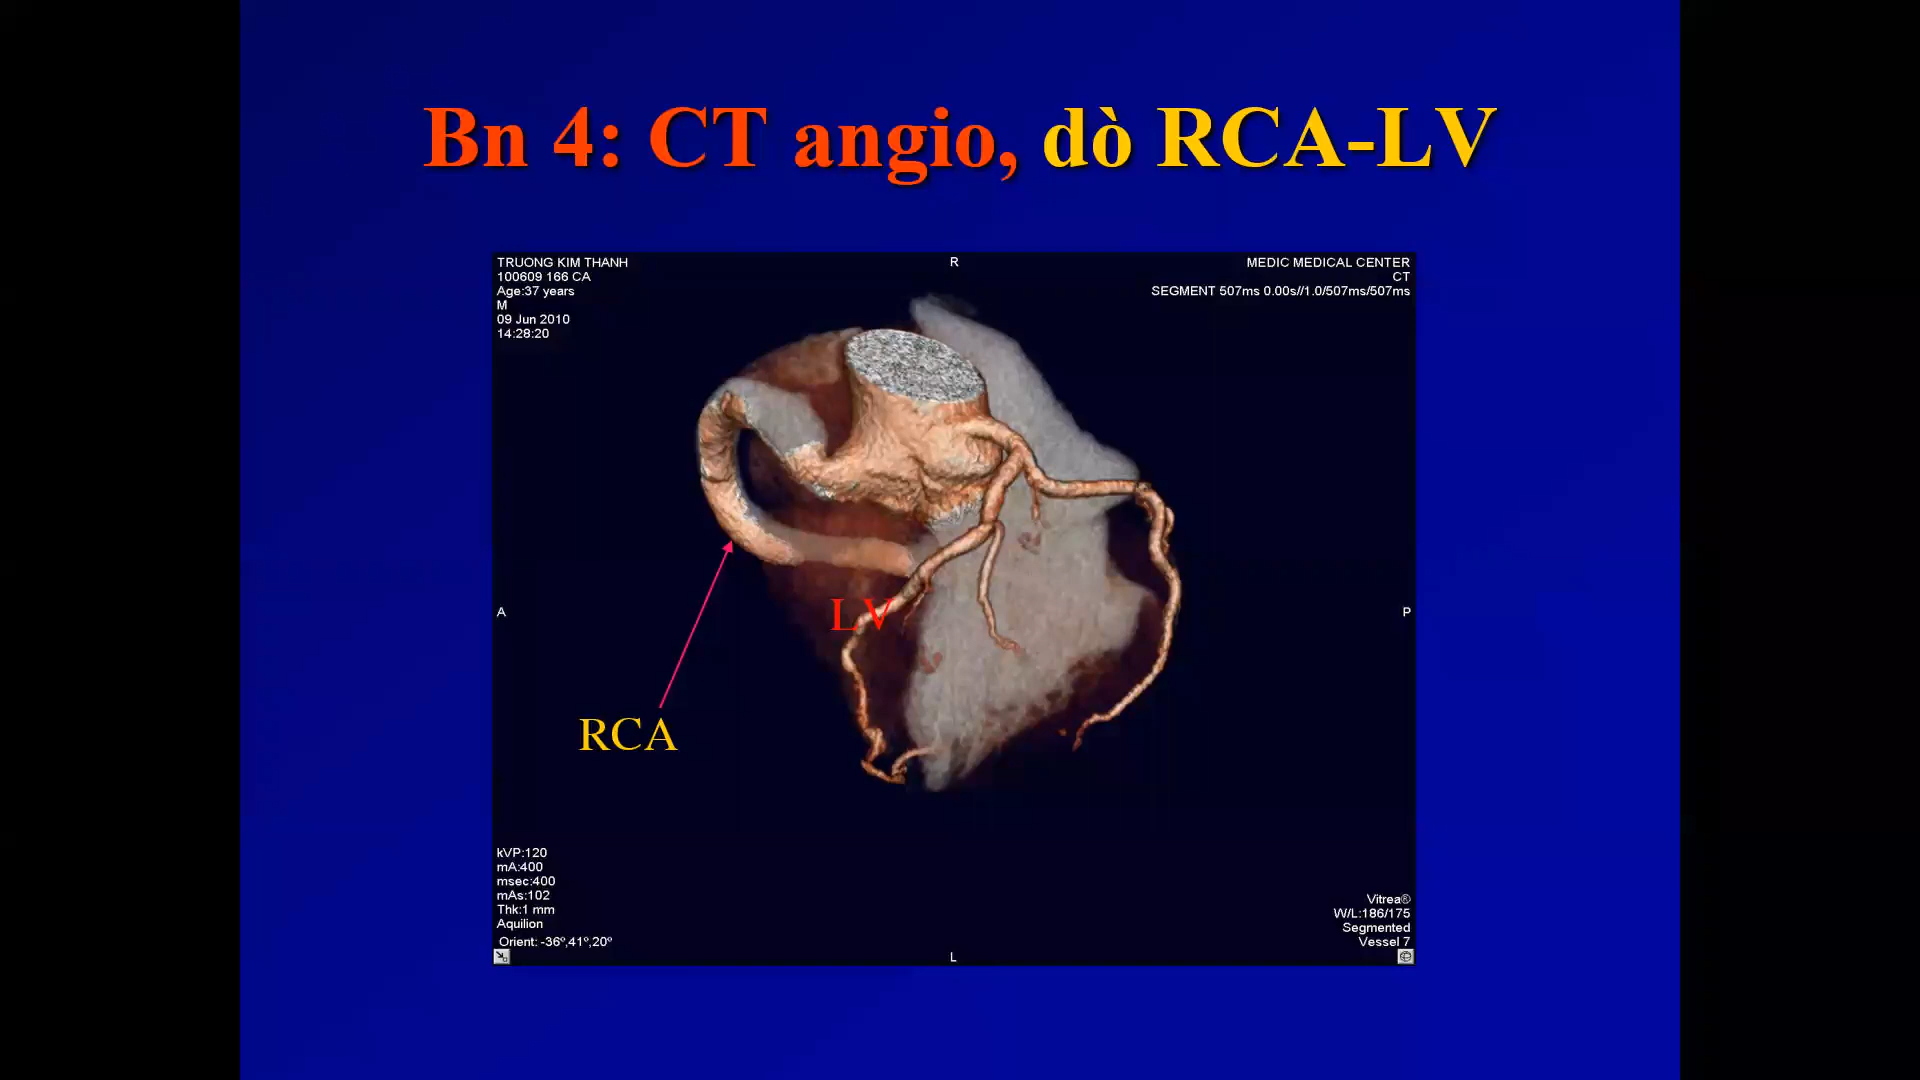 Bn 4: CT angio, dò RCA-LV
TRUONG KIM THANH
100609 166 CA
Age:37 years
M
09 Jun 2010
14:28:20
R
MEDIC MEDICAL CENTER
CT
SEGMENT 507ms 0.00s//1.0/507ms/507ms
A
P
LV
RCA
kVP:120
mA:400
msec:400
mAs:102
Thk:1 mm
Aquilion
Orient: -36º,41º,20º
L
Vitrea®
W/L:186/175
Segmented
Vessel 7